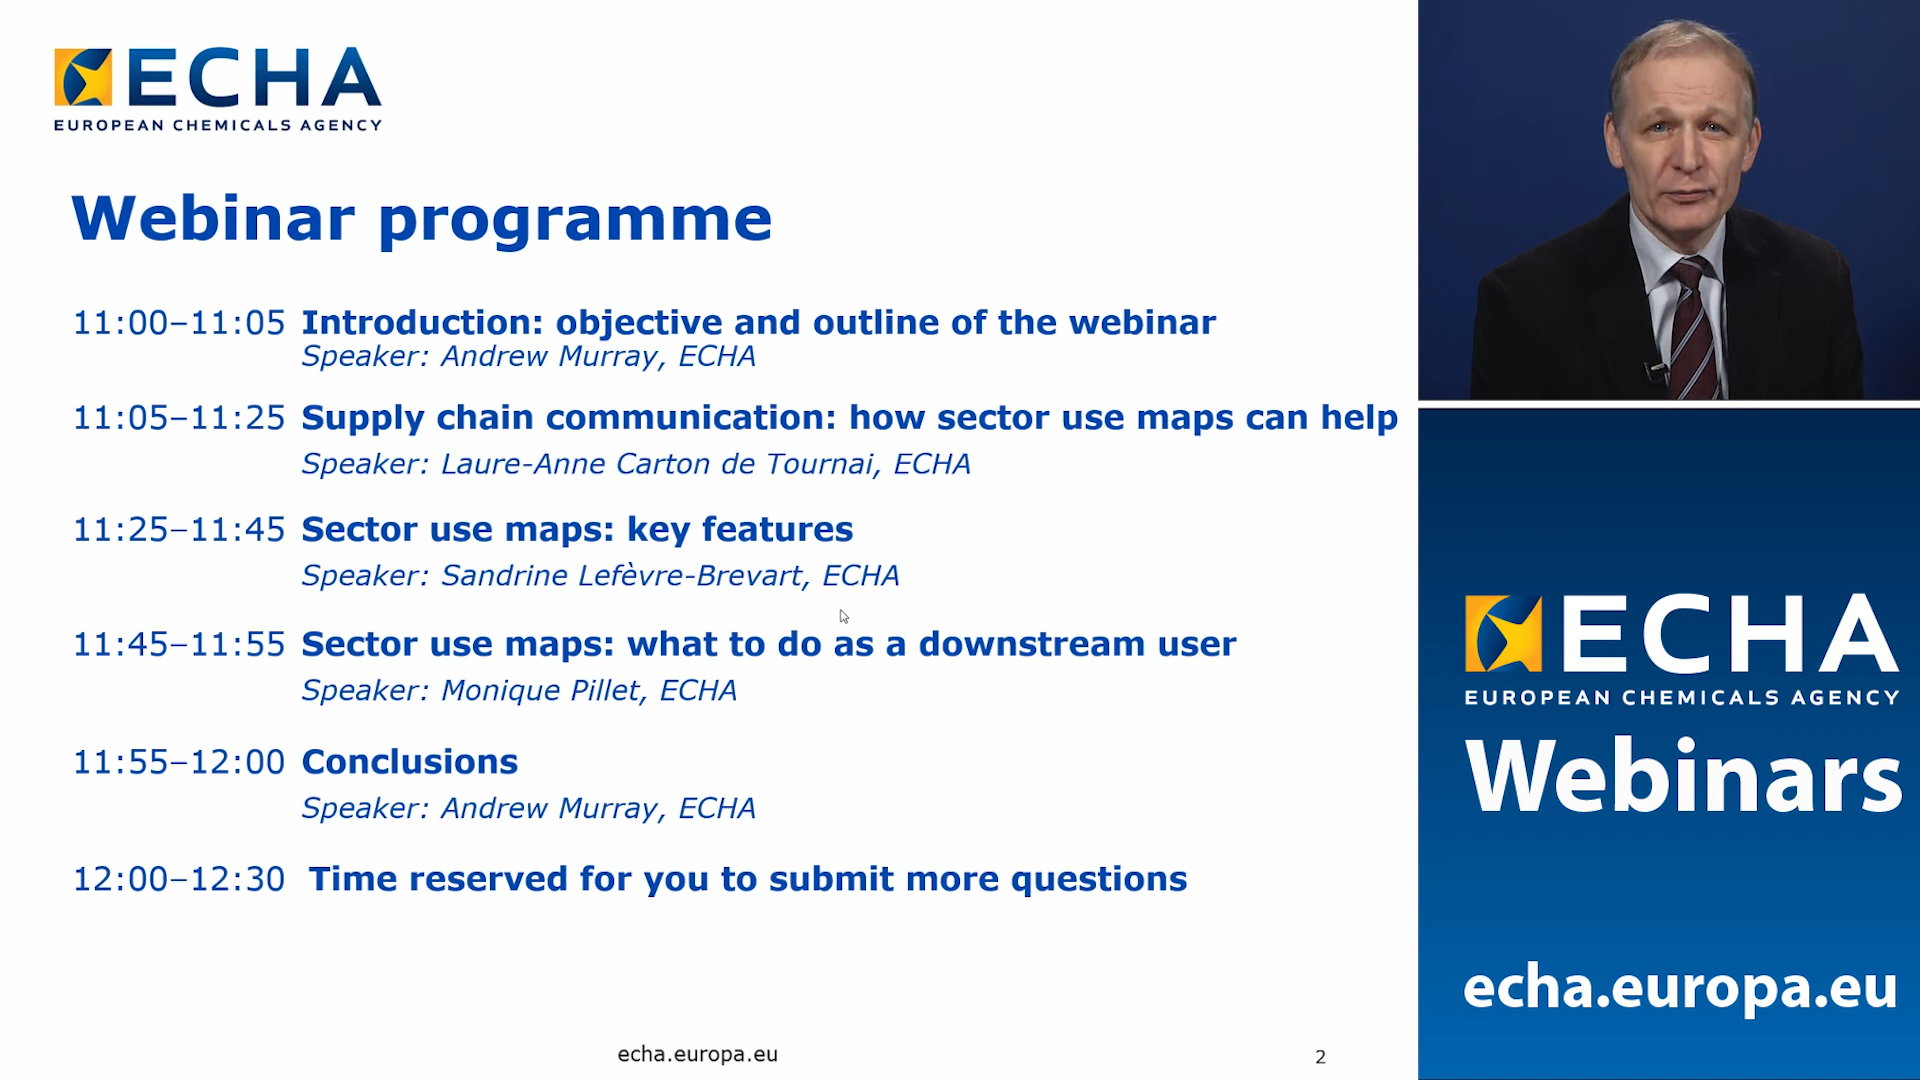 ECHA
EUROPEAN CHEMICALS AGENCY
Webinar programme
11:00–11:05 Introduction: objective and outline of the webinar
Speaker: Andrew Murray, ECHA
11:05–11:25 Supply chain communication: how sector use maps can help
Speaker: Laure-Anne Carton de Tournai, ECHA
11:25–11:45 Sector use maps: key features
Speaker: Sandrine Lefèvre-Brevart, ECHA
11:45–11:55 Sector use maps: what to do as a downstream user
Speaker: Monique Pillet, ECHA
11:55–12:00 Conclusions
Speaker: Andrew Murray, ECHA
12:00–12:30 Time reserved for you to submit more questions
echa.europa.eu
2
ECHA
EUROPEAN CHEMICALS AGENCY
Webinars
echa.europa.eu